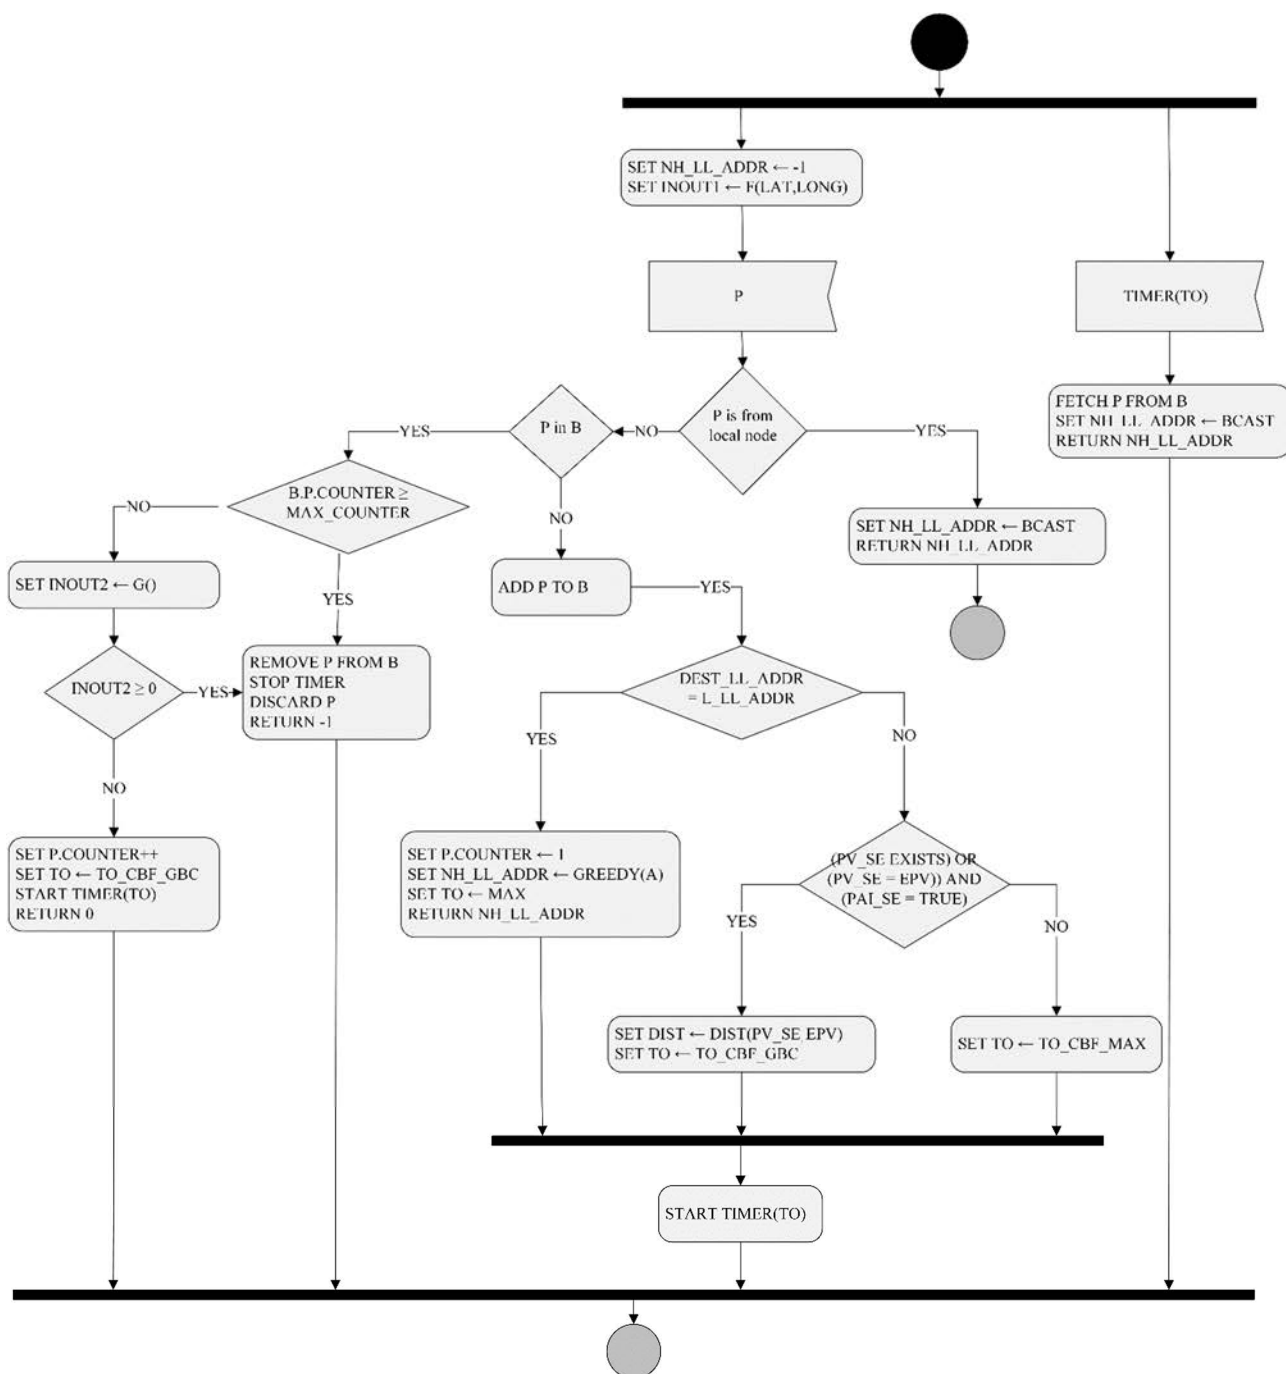 SET NH_LL_ADDR ← -1
SET INOUT1 ← F(LAT,LONG)
P
TIMER(TO)
FETCH P FROM B
SET NH_LL_ADDR ← BCAST
RETURN NH_LL_ADDR
P is from
local node
NO
YES
P in B
YES
NO
B.P.COUNTER ≥
MAX_COUNTER
NO
YES
SET NH_LL_ADDR ← BCAST
RETURN NH_LL_ADDR
SET INOUT2 ← G()
ADD P TO B
YES
INOUT2 ≥ 0
YES
NO
REMOVE P FROM B
STOP TIMER
DISCARD P
RETURN -1
DEST_LL_ADDR
= L_LL_ADDR
YES
NO
SET P.COUNTER++
SET TO ← TO_CBF_GBC
START TIMER(TO)
RETURN 0
SET P.COUNTER ← 1
SET NH_LL_ADDR ← GREEDY(A)
SET TO ← MAX
RETURN NH_LL_ADDR
(PV_SE EXISTS) OR
(PV_SE = EPV)) AND
(PAI_SE = TRUE)
YES
NO
SET DIST ← DIST(PV_SE EPV)
SET TO ← TO_CBF_GBC
SET TO ← TO_CBF_MAX
START TIMER(TO)